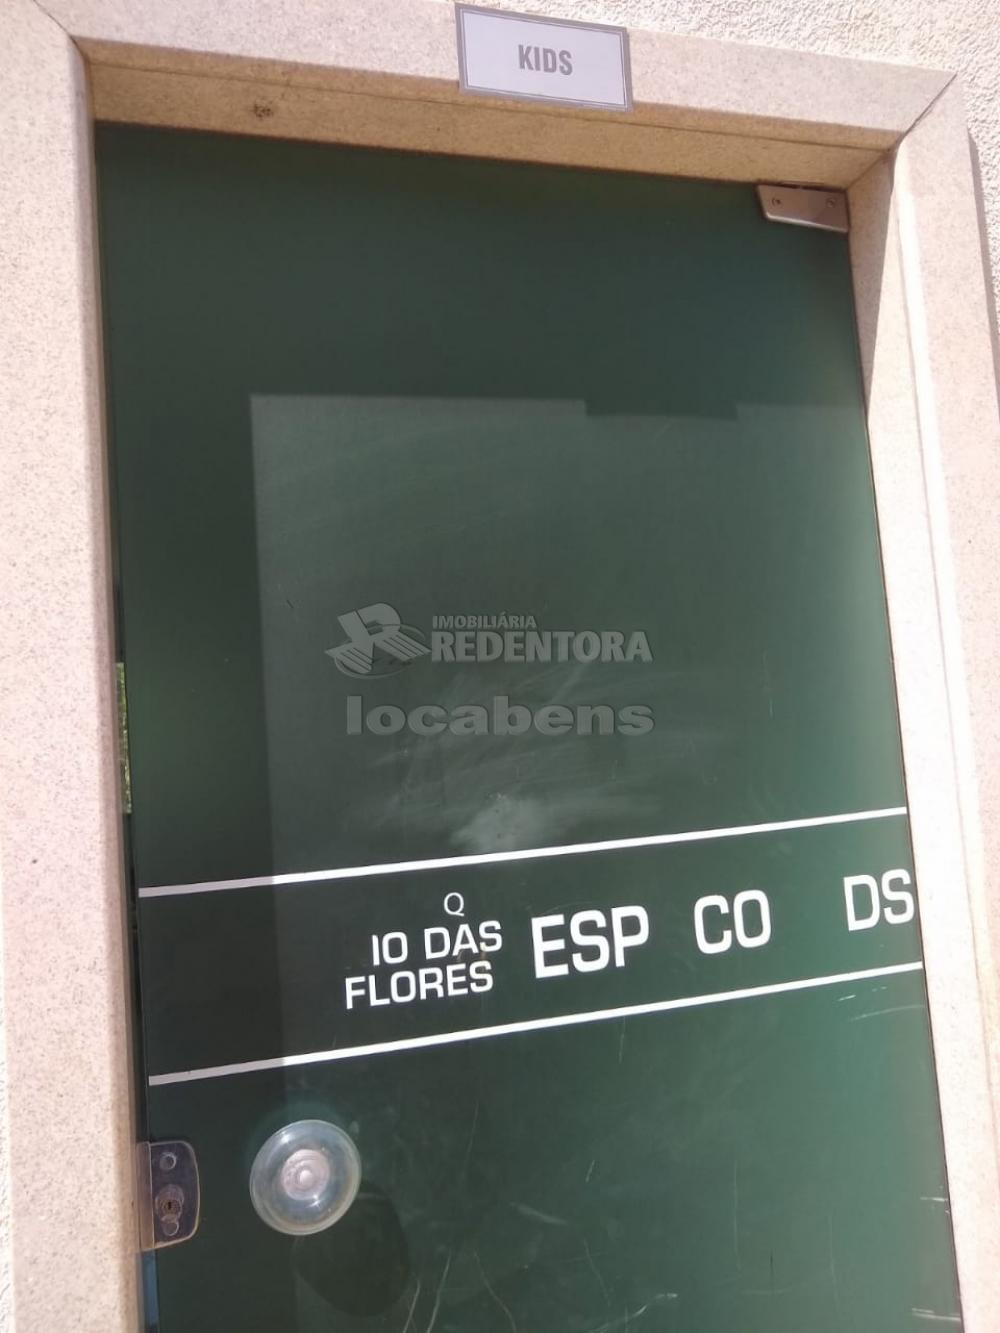 KIDS
IMOBILIÁRIA
REDENTORA
locabens
Q
IO DAS
FLORES
ESP CO DS